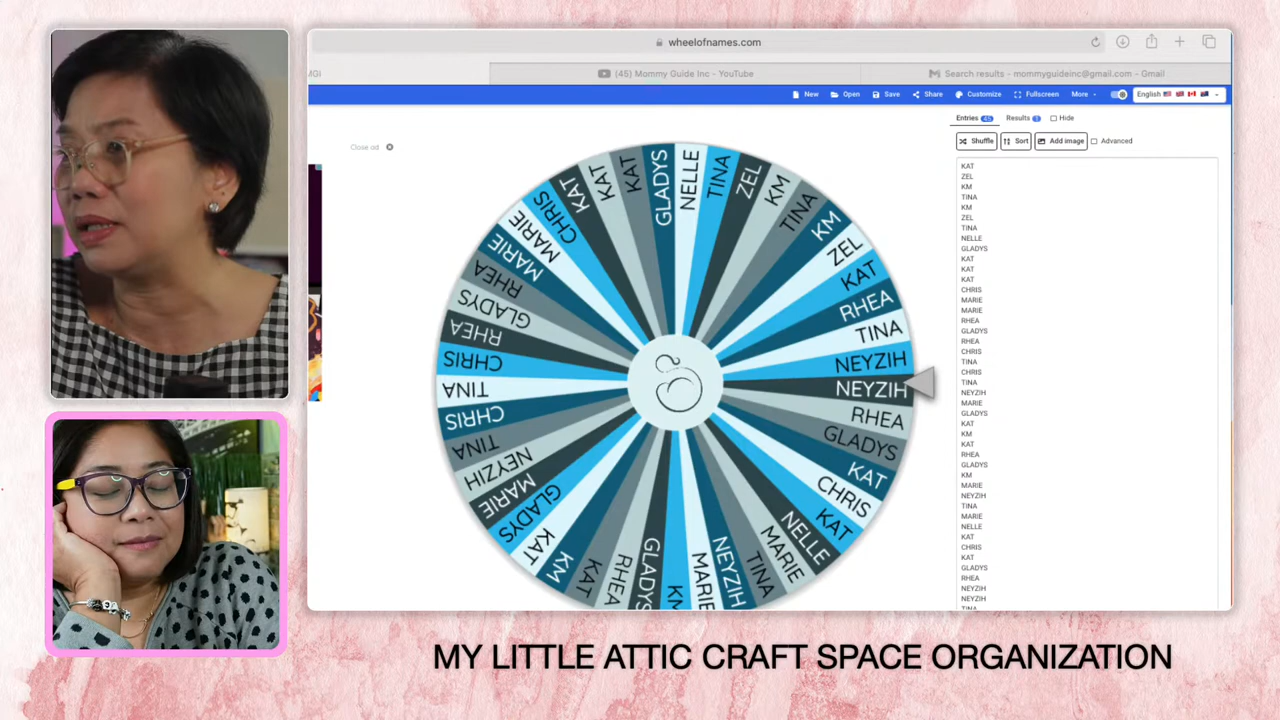 wheelofnames.com
MGI
(45) Mommy Guide Inc - YouTube
Search results - mommyguideinc@gmail.com - Gmail
New
Open
Save
Share
Customize
Fullscreen
More
English
Close ad
Entries 45
Results 1
Hide
Shuffle
Sort
Add image
Advanced
GLADYS
NELLE
TINA
ZEL
KM
TINA
KM
ZEL
KAT
RHEA
TINA
NEYZIH
NEYZIH
RHEA
GLADYS
KAT
CHRIS
KAT
NELLE
MARIE
TINA
NEYZIH
MARIE
KM
GLADYS
RHEA
KAT
KM
KAT
GLADYS
MARIE
NEYZIH
TINA
CHRIS
TINA
CHRIS
RHEA
GLADYS
RHEA
MARIE
MARIE
CHRIS
KAT
KAT
KAT
KAT
ZEL
KM
TINA
KM
ZEL
TINA
NELLE
GLADYS
KAT
KAT
KAT
CHRIS
MARIE
MARIE
RHEA
GLADYS
RHEA
CHRIS
TINA
CHRIS
TINA
NEYZIH
MARIE
GLADYS
KAT
KM
KAT
RHEA
GLADYS
KM
MARIE
NEYZIH
TINA
MARIE
NELLE
KAT
CHRIS
KAT
GLADYS
RHEA
NEYZIH
NEYZIH
TINA
MY LITTLE ATTIC CRAFT SPACE ORGANIZATION